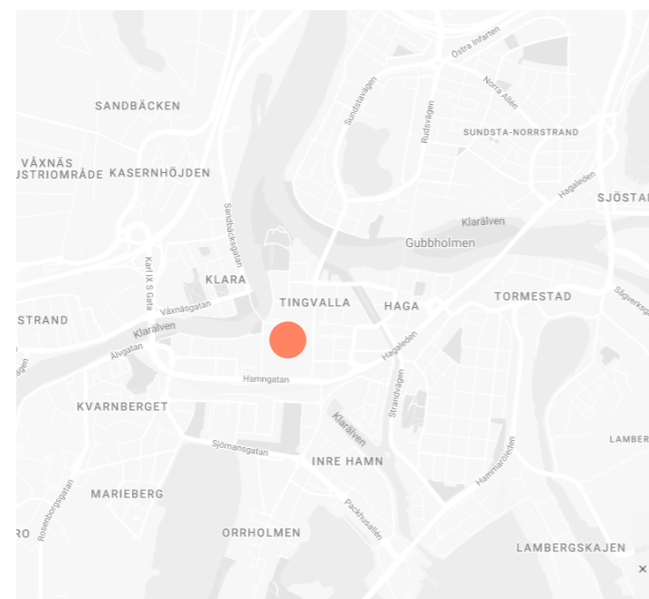 Östra Infarten
Norra Allén
Sundstavägen
Rudsvägen
SANDBÄCKEN
SUNDSTA-NORRSTRAND
VÄXNÄS
USTRIOMRÅDE
KASERNHÖJDEN
Hagaleden
SJÖSTA
Sandbäcksgatan
Klarälven
Gubbholmen
Karl IX S Gata
KLARA
TINGVALLA
HAGA
TORMESTAD
Sågverksg
Växnäsgatan
STRAND
Klarälven
Älvgatan
Hagaleden
Hamngatan
Strandvägen
KVARNBERGET
Klarälven
Sjömansgatan
LAMBER
INRE HAMN
Hammaröleden
MARIEBERG
Rosenborgsgatan
Packhusallén
RO
ORRHOLMEN
LAMBERGSKAJEN